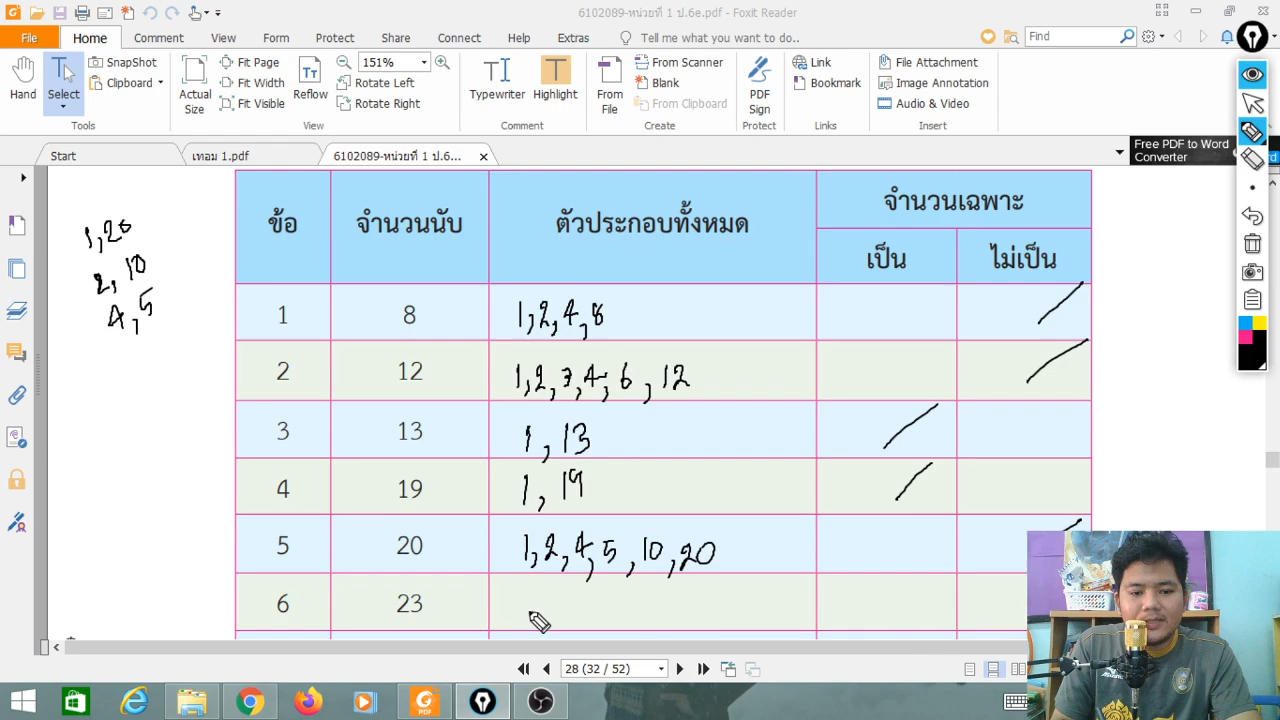 6102089-หน่วยที่ 1 ป.6e.pdf - Foxit Reader
File Home Comment View Form Protect Share Connect Help Extras Tell me what you want to do... Find
Hand
Select
SnapShot
Clipboard
Tools
Actual Size
Fit Page
Fit Width
Fit Visible
Reflow
151%
Rotate Left
Rotate Right
View
Typewriter
Highlight
Comment
From File
From Scanner
Blank
From Clipboard
Create
PDF Sign
Protect
Link
Bookmark
Links
File Attachment
Image Annotation
Audio & Video
Insert
Start เทอม 1.pdf 6102089-หน่วยที่ 1 ป.6...
Free PDF to Word
Converter
1,20
2,10
4,5
ข้อ จำนวนนับ ตัวประกอบทั้งหมด จำนวนเฉพาะ
เป็น ไม่เป็น
1 8 1,2,4,8
2 12 1,2,3,4,6,12
3 13 1,13
4 19 1,19
5 20 1,2,4,5,10,20
6 23
28 (32 / 52)
PDF